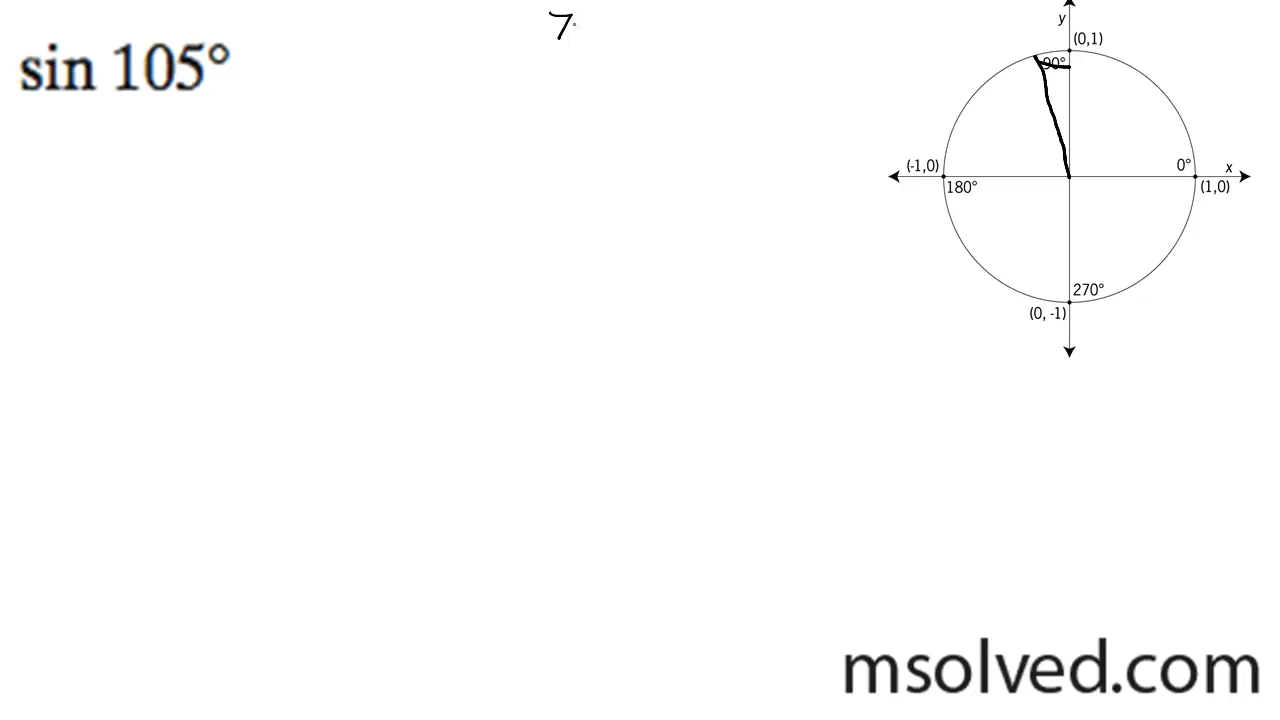 7
y
(0,1)
sin 105°
90°
(-1,0)
0°
x
180°
(1,0)
270°
(0, -1)
msolved.com